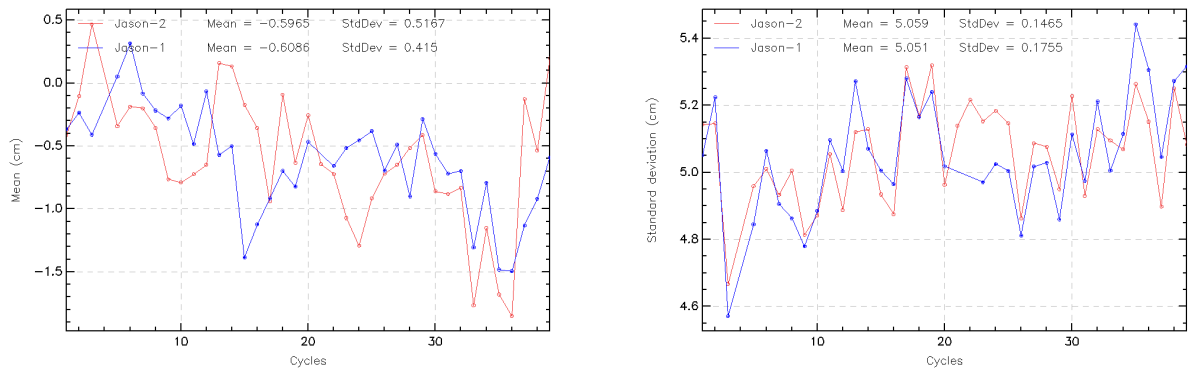 Jason-2 Mean = -0.5965 StdDev = 0.5167
Jason-1 Mean = -0.6086 StdDev = 0.415
0.5
0.0
-0.5
-1.0
-1.5
Mean (cm)
10 20 30
Cycles
Jason-2 Mean = 5.059 StdDev = 0.1465
Jason-1 Mean = 5.051 StdDev = 0.1755
5.4
5.2
5.0
4.8
4.6
Standard deviation (cm)
10 20 30
Cycles